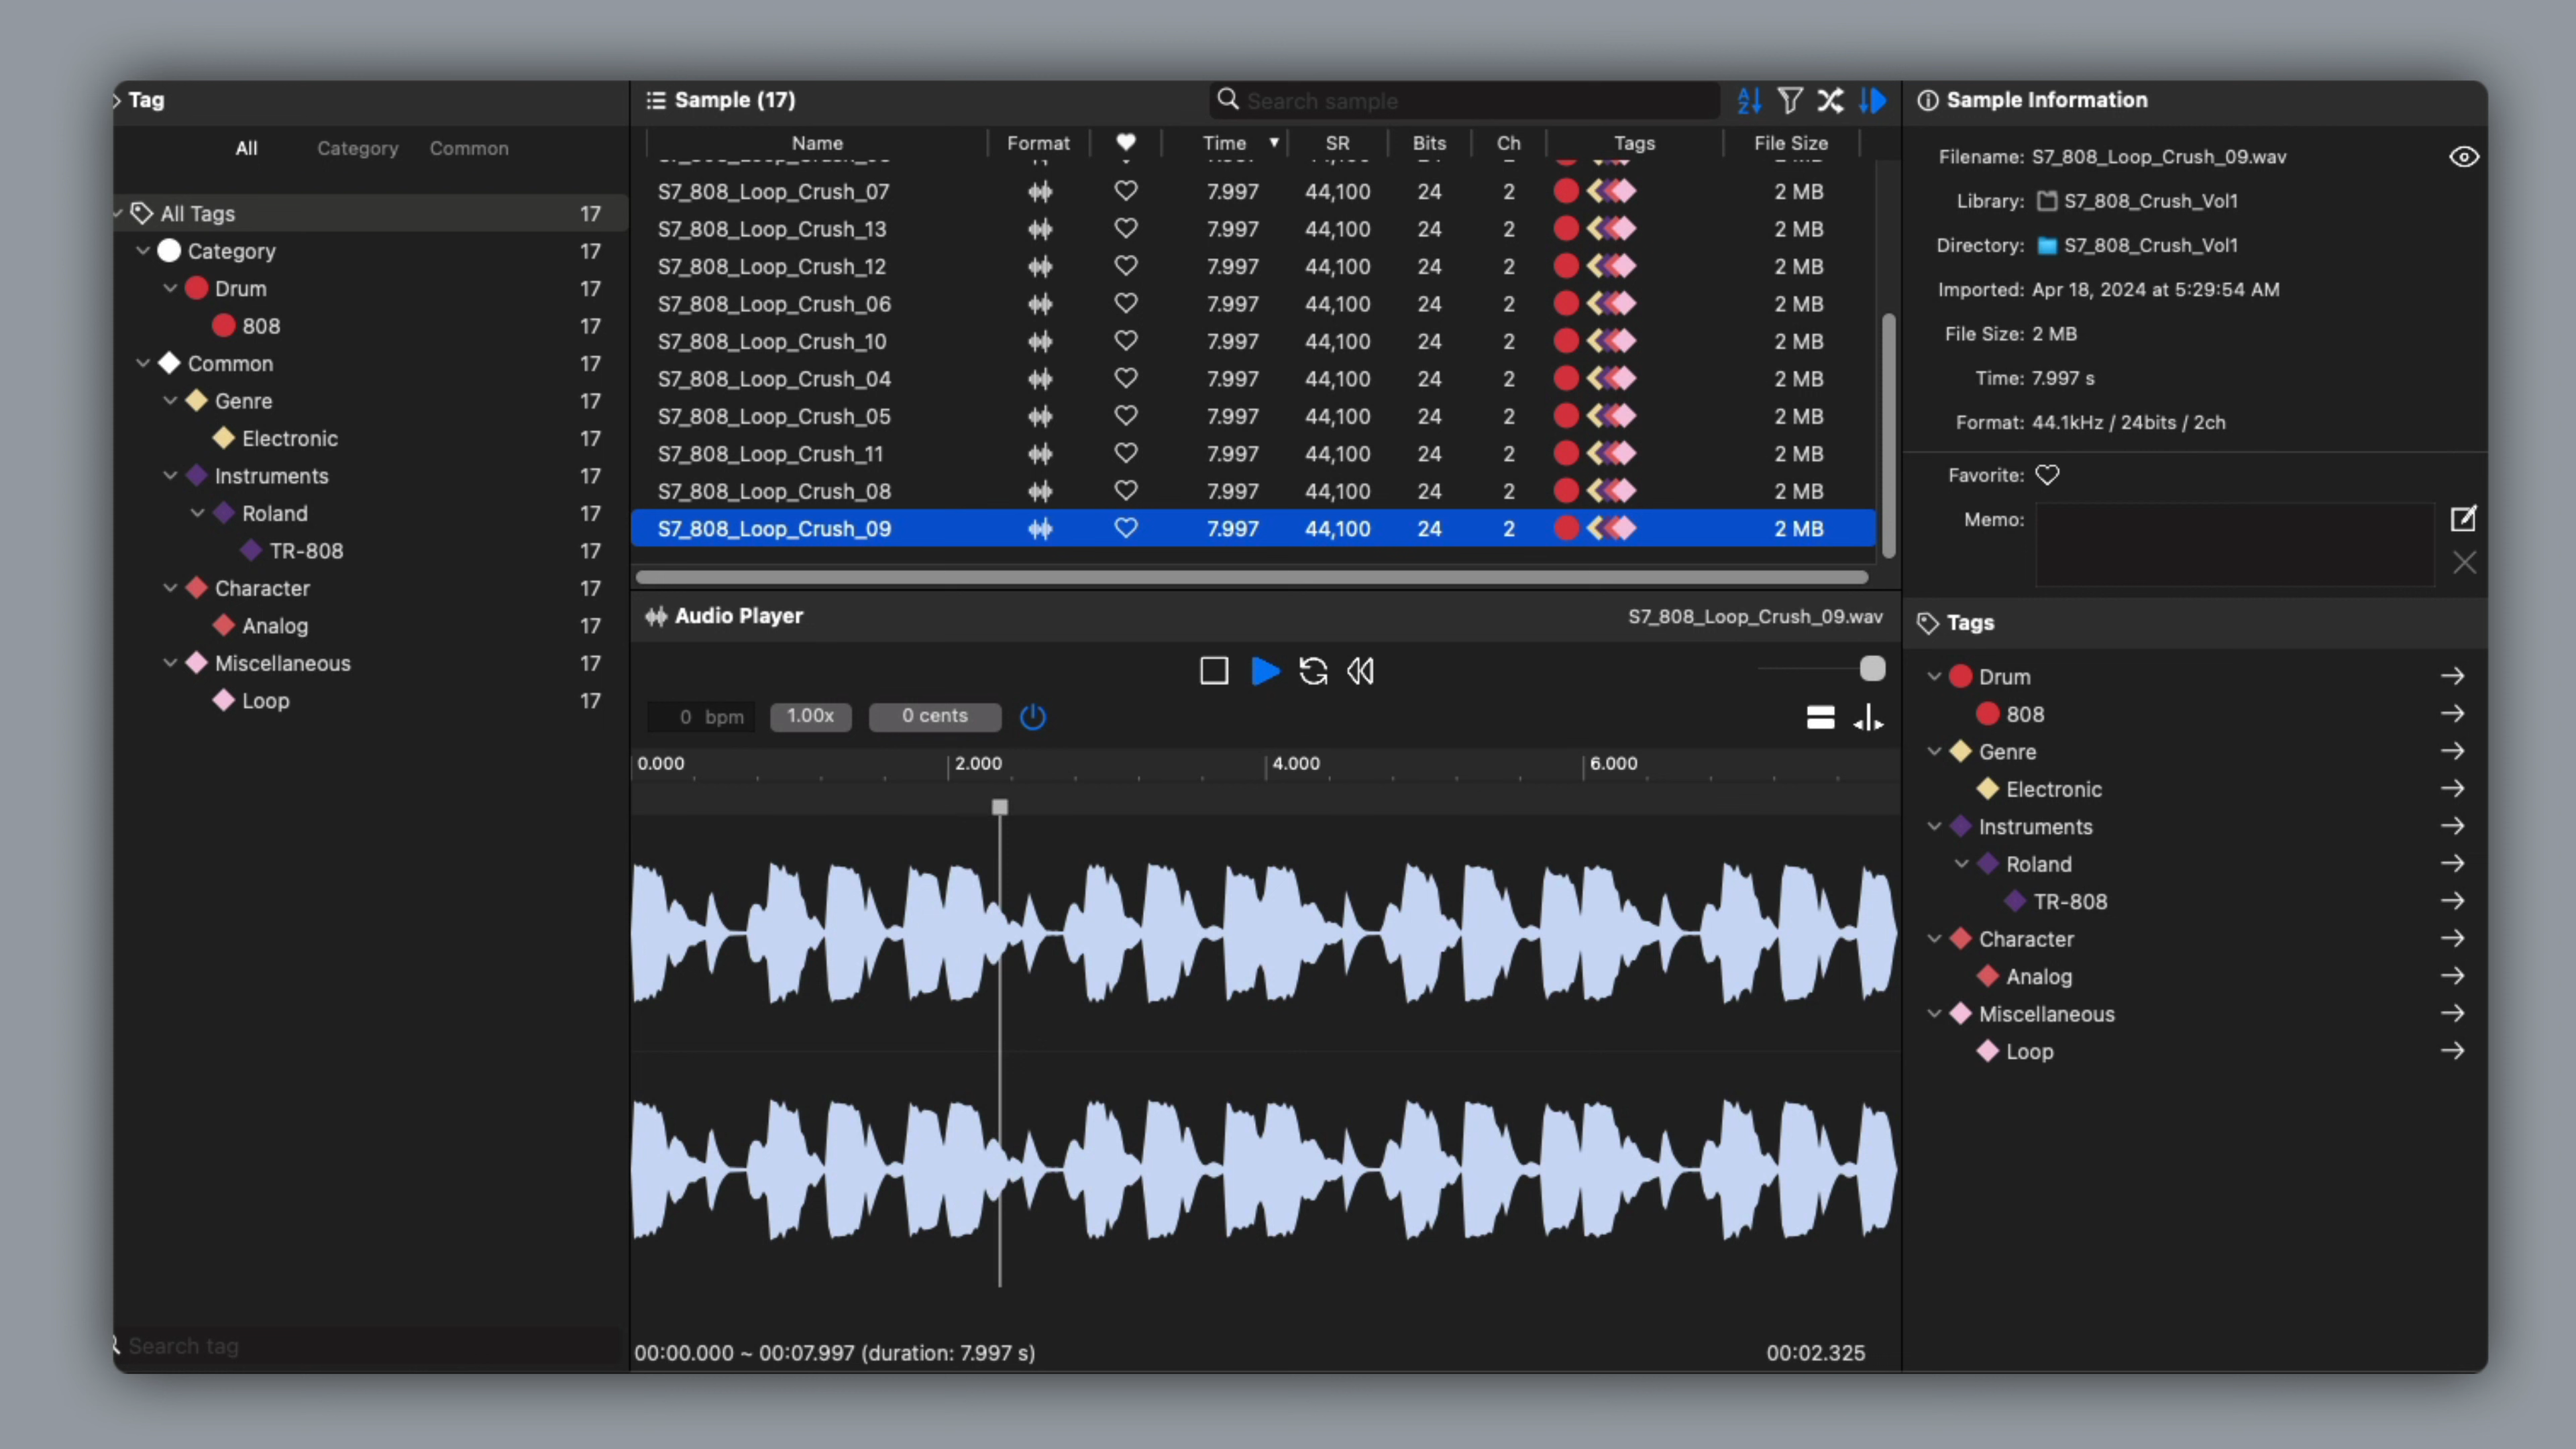 Tag
All Category Common
All Tags 17
Category 17
Drum 17
808 17
Common 17
Genre 17
Electronic 17
Instruments 17
Roland 17
TR-808 17
Character 17
Analog 17
Miscellaneous 17
Loop 17
Search tag
Sample (17)
Search sample
Name Format Time ▼ SR Bits Ch Tags File Size
S7_808_Loop_Crush_07 7.997 44,100 24 2 2 MB
S7_808_Loop_Crush_13 7.997 44,100 24 2 2 MB
S7_808_Loop_Crush_12 7.997 44,100 24 2 2 MB
S7_808_Loop_Crush_06 7.997 44,100 24 2 2 MB
S7_808_Loop_Crush_10 7.997 44,100 24 2 2 MB
S7_808_Loop_Crush_04 7.997 44,100 24 2 2 MB
S7_808_Loop_Crush_05 7.997 44,100 24 2 2 MB
S7_808_Loop_Crush_11 7.997 44,100 24 2 2 MB
S7_808_Loop_Crush_08 7.997 44,100 24 2 2 MB
S7_808_Loop_Crush_09 7.997 44,100 24 2 2 MB
Audio Player S7_808_Loop_Crush_09.wav
0 bpm 1.00x 0 cents
0.000 2.000 4.000 6.000
00:00.000 ~ 00:07.997 (duration: 7.997 s) 00:02.325
Sample Information
Filename: S7_808_Loop_Crush_09.wav
Library: S7_808_Crush_Vol1
Directory: S7_808_Crush_Vol1
Imported: Apr 18, 2024 at 5:29:54 AM
File Size: 2 MB
Time: 7.997 s
Format: 44.1kHz / 24bits / 2ch
Favorite:
Memo:
Tags
Drum
808
Genre
Electronic
Instruments
Roland
TR-808
Character
Analog
Miscellaneous
Loop